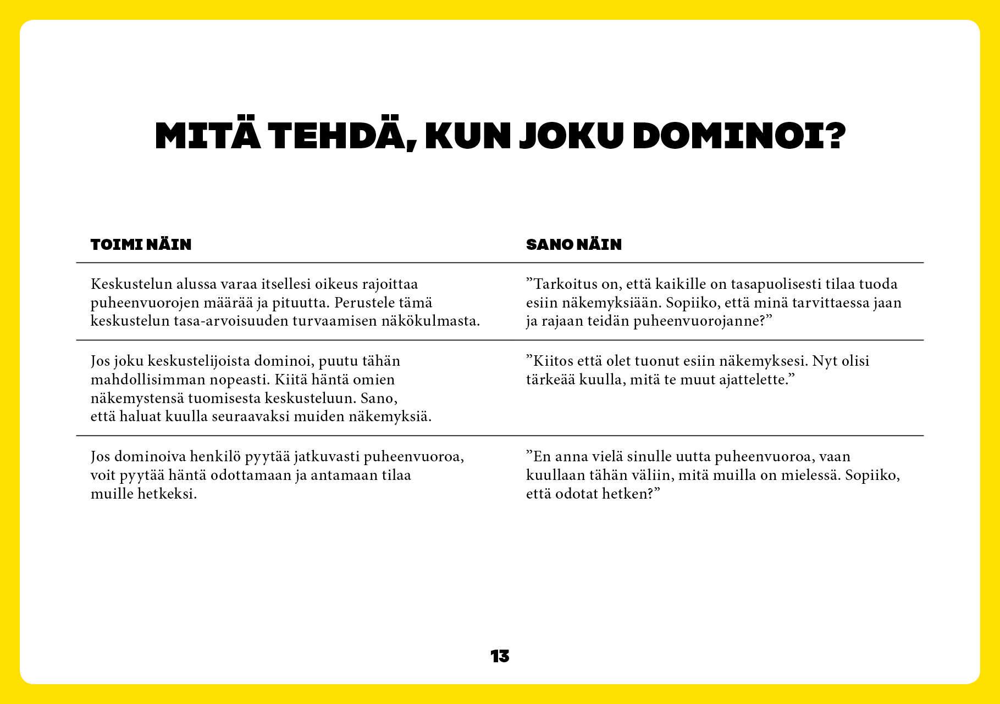 MITÄ TEHDÄ, KUN JOKU DOMINOI?
TOIMI NÄIN
SANO NÄIN
Keskustelun alussa varaa itsellesi oikeus rajoittaa
puheenvuorojen määrää ja pituutta. Perustele tämä
keskustelun tasa-arvoisuuden turvaamisen näkökulmasta.
”Tarkoitus on, että kaikille on tasapuolisesti tilaa tuoda
esiin näkemyksiään. Sopiiko, että minä tarvittaessa jaan
ja rajaan teidän puheenvuorojanne?”
Jos joku keskustelijoista dominoi, puutu tähän
mahdollisimman nopeasti. Kiitä häntä omien
näkemystensä tuomisesta keskusteluun. Sano,
että haluat kuulla seuraavaksi muiden näkemyksiä.
”Kiitos että olet tuonut esiin näkemyksesi. Nyt olisi
tärkeää kuulla, mitä te muut ajattelette.”
Jos dominoiva henkilö pyytää jatkuvasti puheenvuoroa,
voit pyytää häntä odottamaan ja antamaan tilaa
muille hetkeksi.
”En anna vielä sinulle uutta puheenvuoroa, vaan
kuullaan tähän väliin, mitä muilla on mielessä. Sopiiko,
että odotat hetken?”
13